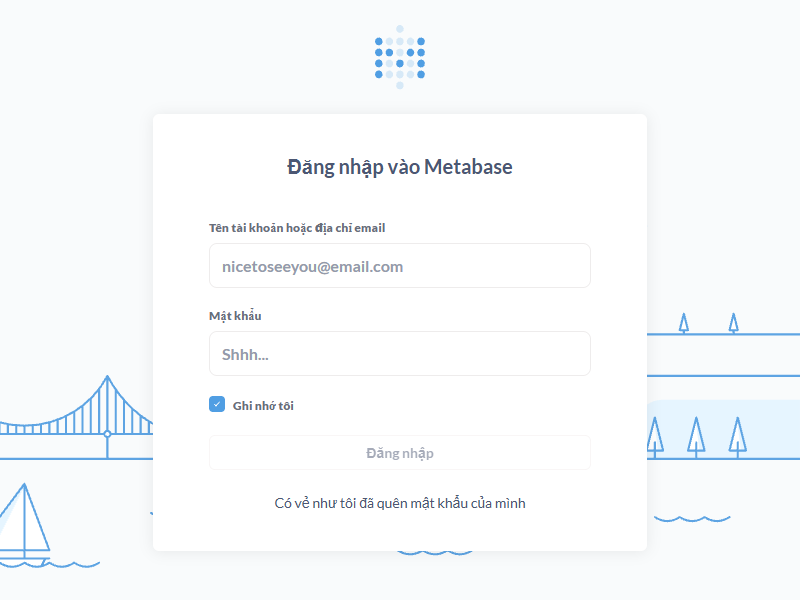 Đăng nhập vào Metabase
Tên tài khoản hoặc địa chỉ email
nicetoseeyou@email.com
Mật khẩu
Shhh...
Ghi nhớ tôi
Đăng nhập
Có vẻ như tôi đã quên mật khẩu của mình